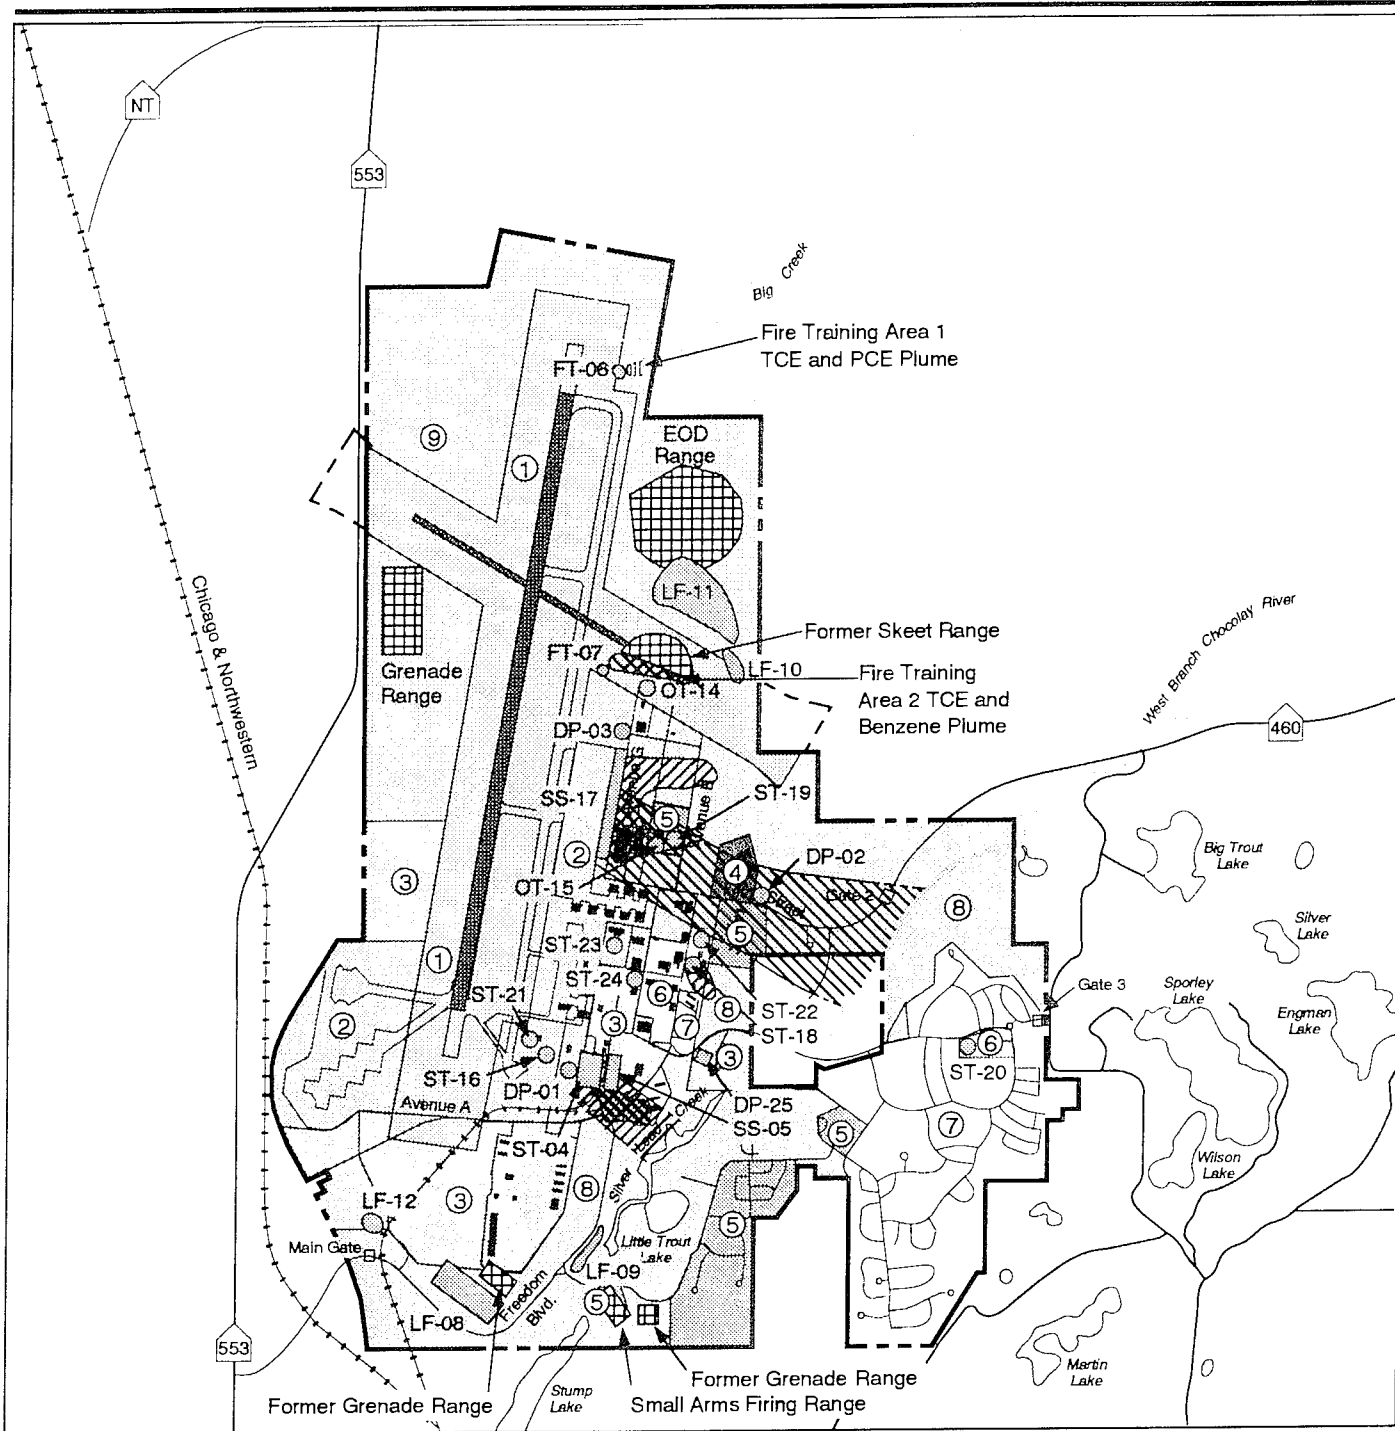 NT
553
Big Creek
Fire Training Area 1
TCE and PCE Plume
FT-06
EOD
Range
9
1
Chicago & Northwestern
LF-11
West Branch Chocolay River
Former Skeet Range
FT-07
LF-10
Grenade
Range
OT-14
Fire Training
Area 2 TCE and
Benzene Plume
460
DP-03
SS-17
ST-19
5
Avenue B
Big Trout
Lake
2
DP-02
4
3
OT-15
Street
Gate 2
8
Silver
Lake
5
ST-23
1
ST-24
Gate 3
Sporley
Lake
ST-21
6
8
ST-22
ST-18
Engman
Lake
2
3
7
6
3
ST-20
ST-16
DP-01
Avenue A
DP-25
SS-05
Creek
5
7
ST-04
Wilson
Lake
8
Silver
LF-12
3
5
Main Gate
Little Trout
Lake
LF-09
Freedom
Blvd.
5
LF-08
553
Martin
Lake
Former Grenade Range
Stump
Lake
Former Grenade Range
Small Arms Firing Range